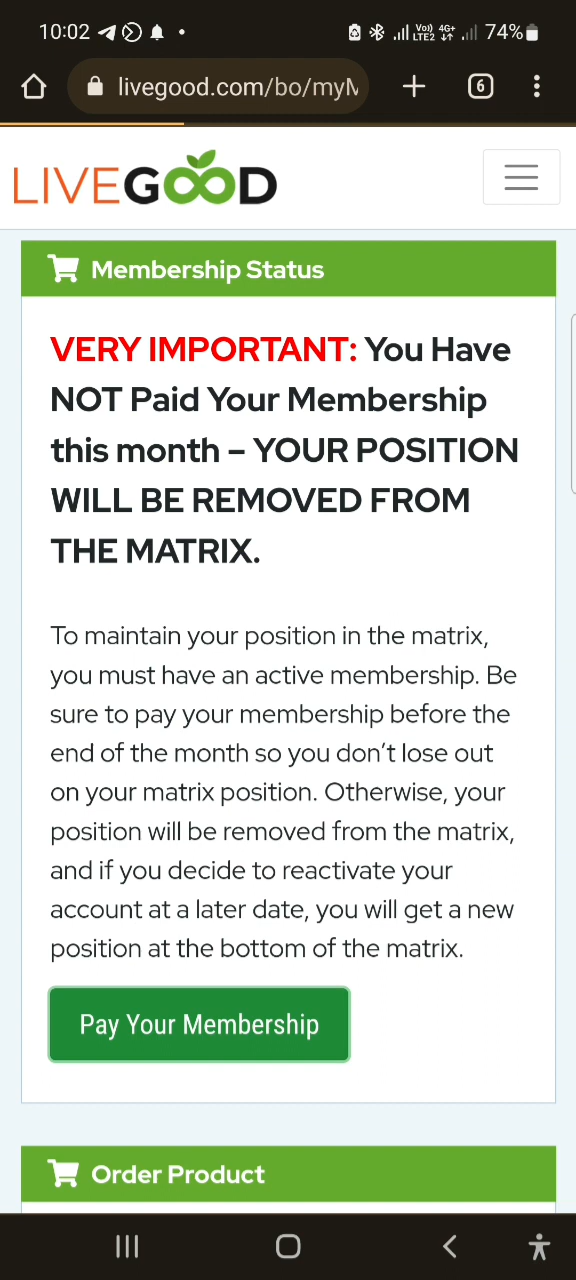 10:02
Vo)) LTE2 4G+ 74%
livegood.com/bo/myM
6
LIVEGOOD
Membership Status
VERY IMPORTANT: You Have
NOT Paid Your Membership
this month – YOUR POSITION
WILL BE REMOVED FROM
THE MATRIX.
To maintain your position in the matrix,
you must have an active membership. Be
sure to pay your membership before the
end of the month so you don’t lose out
on your matrix position. Otherwise, your
position will be removed from the matrix,
and if you decide to reactivate your
account at a later date, you will get a new
position at the bottom of the matrix.
Pay Your Membership
Order Product